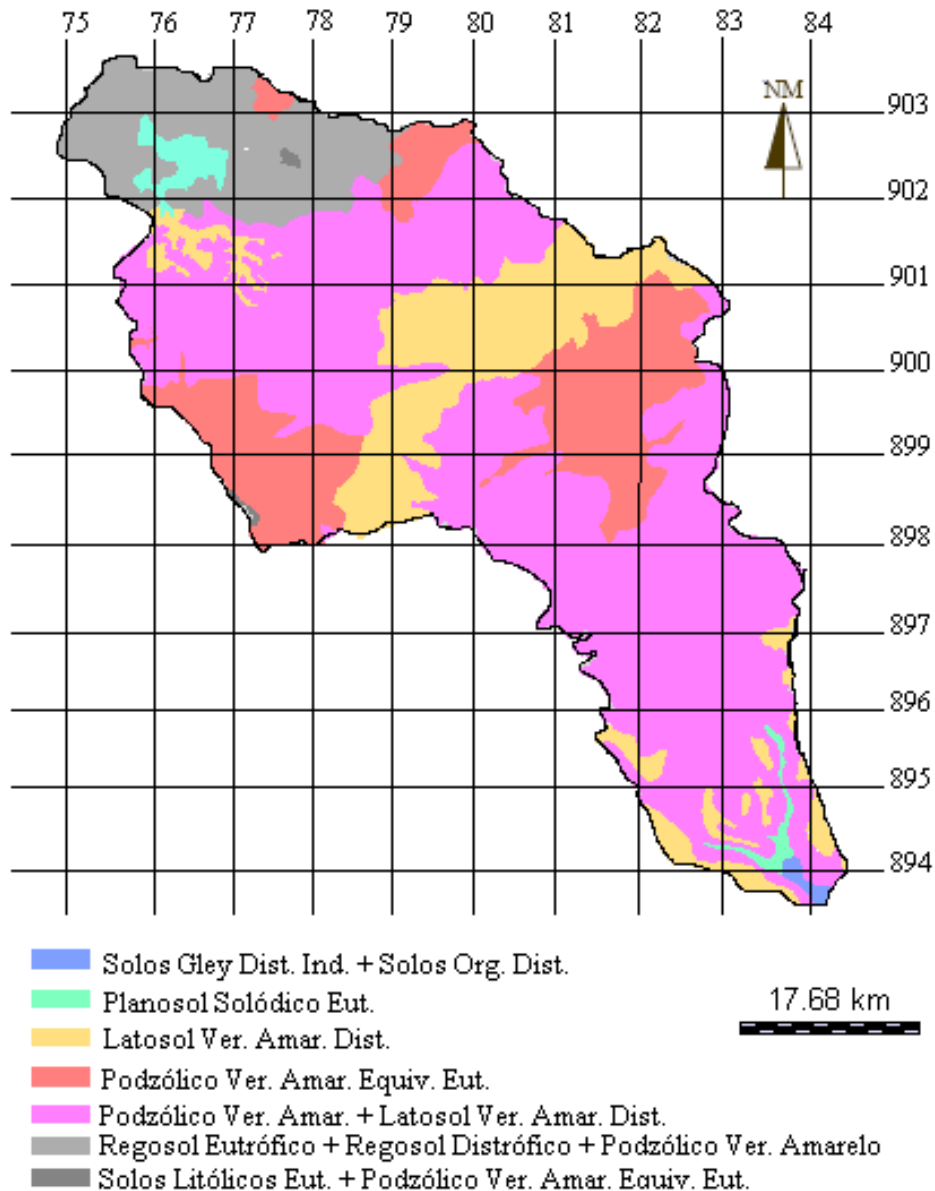 75 76 77 78 79 80 81 82 83 84
NM
903
902
901
900
899
898
897
896
895
894
Solos Gley Dist. Ind. + Solos Org. Dist.
Planosol Solódico Eut.
17.68 km
Latosol Ver. Amar. Dist.
Podzólico Ver. Amar. Equiv. Eut.
Podzólico Ver. Amar. + Latosol Ver. Amar. Dist.
Regosol Eutrófico + Regosol Distrófico + Podzólico Ver. Amarelo
Solos Litólicos Eut. + Podzólico Ver. Amar. Equiv. Eut.